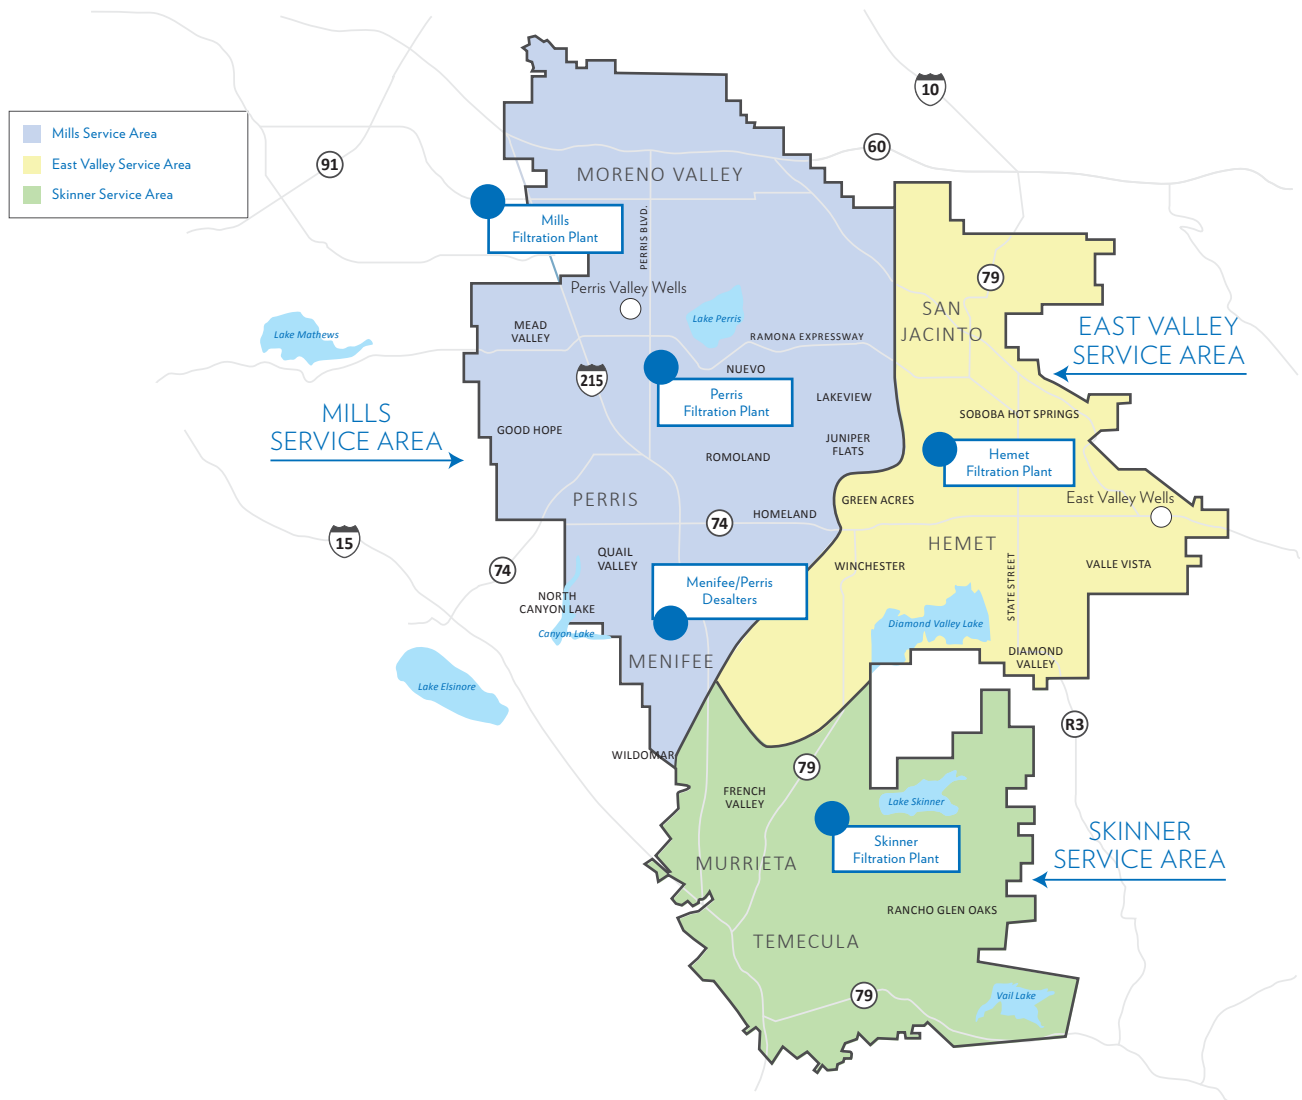 10
Mills Service Area
East Valley Service Area
Skinner Service Area
91
60
MORENO VALLEY
Mills
Filtration Plant
PERRIS BLVD.
79
Perris Valley Wells
SAN
JACINTO
Lake Perris
Lake Mathews
MEAD
VALLEY
RAMONA EXPRESSWAY
EAST VALLEY
SERVICE AREA
NUEVO
215
Perris
Filtration Plant
LAKEVIEW
MILLS
SERVICE AREA
SOBOBA HOT SPRINGS
GOOD HOPE
JUNIPER
FLATS
ROMOLAND
Hemet
Filtration Plant
PERRIS
GREEN ACRES
East Valley Wells
HOMELAND
74
15
HEMET
QUAIL
VALLEY
WINCHESTER
VALLE VISTA
74
STATE STREET
Menifee/Perris
Desalters
NORTH
CANYON LAKE
Canyon Lake
Diamond Valley Lake
MENIFEE
DIAMOND
VALLEY
Lake Elsinore
R3
WILDOMAR
79
FRENCH
VALLEY
Lake Skinner
Skinner
Filtration Plant
SKINNER
SERVICE AREA
MURRIETA
RANCHO GLEN OAKS
TEMECULA
79
Vail Lake